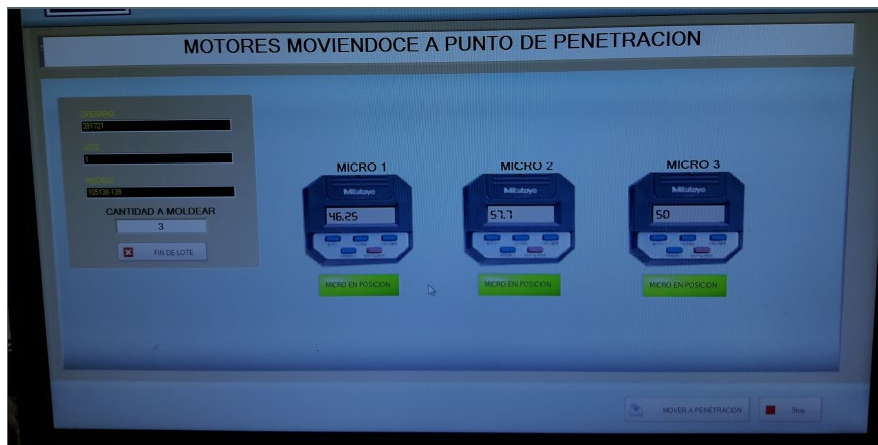 MOTORES MOVIENDOCE A PUNTO DE PENETRACION
OPERARIO
391721
LOTE
1
MODELO
105138-139
CANTIDAD A MOLDEAR
3
FIN DE LOTE
MICRO 1
Mitutoyo
46.25
MICRO EN POSICION
MICRO 2
Mitutoyo
57.7
MICRO EN POSICION
MICRO 3
Mitutoyo
50
MICRO EN POSICION
MOVER A PENETRACION
Stop